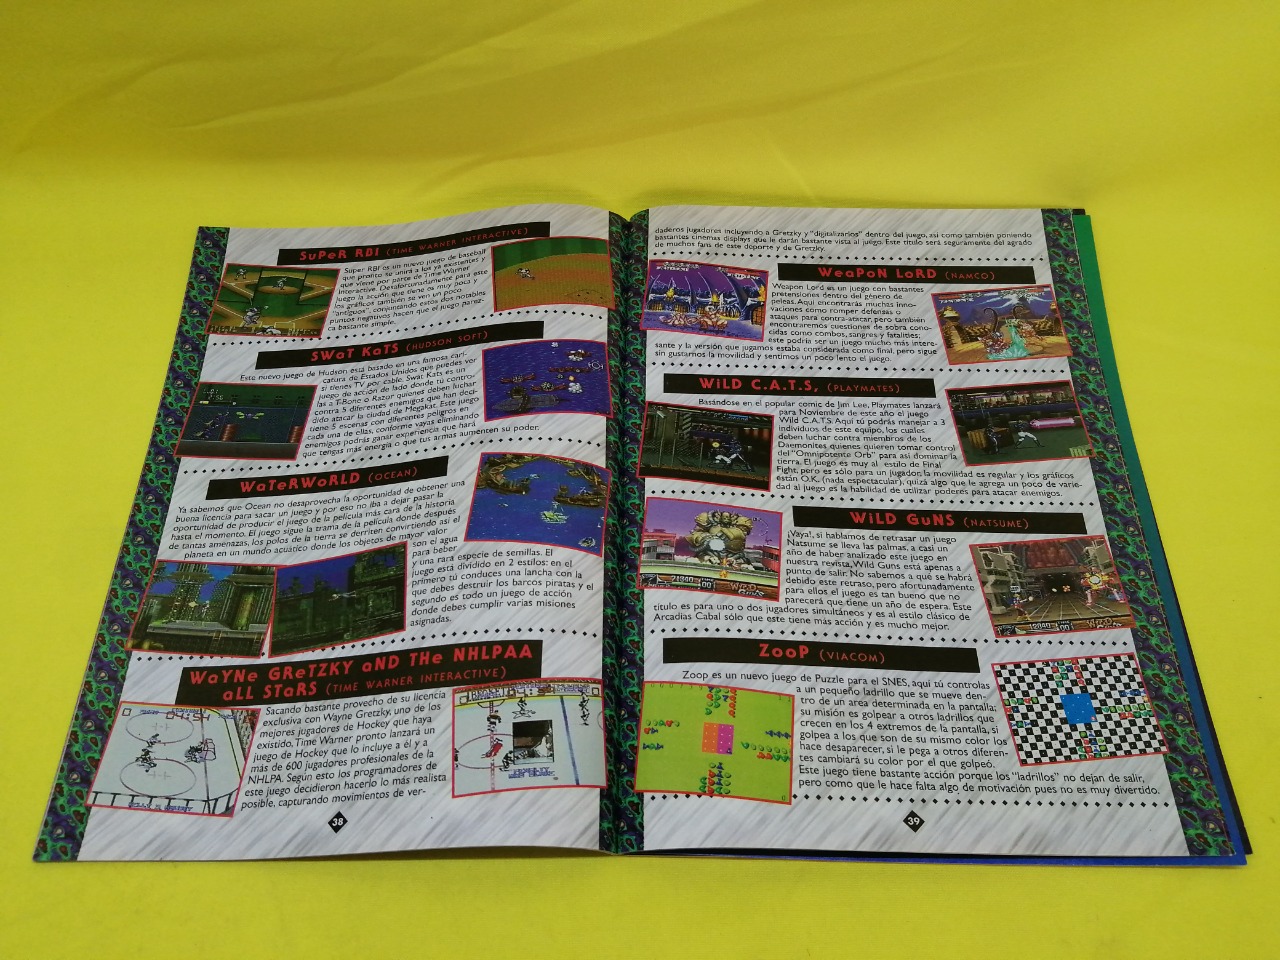 SuPeR RBI (TIME WARNER INTERACTIVE)
Super RBI es un nuevo juego de baseball
que pronto se unirá a los ya existentes y
que viene por parte de Time Warner
Interactive. Desafortunadamente para este
juego la acción que tiene es muy poca y
los gráficos también se ven un poco
"antiguos", conjuntando estos dos notables
puntos negativos hacen que el juego parez-
ca bastante simple.
SWaT KaTS (HUDSON SOFT)
Este nuevo juego de Hudson está basado en una famosa cari-
catura de Estados Unidos que puedes ver
si tienes TV por cable. Swat Kats es un
juego de acción de lado donde tú contro-
las a T-Bone o Razor quienes deben luchar
contra 5 diferentes enemigos que han deci-
dido atacar la ciudad de Megakat. Este juego
tiene 5 escenas con diferentes peligros en
cada una de ellas, conforme vayas eliminando
enemigos podrás ganar experiencia que hará
que tengas más energía o que tus armas aumenten su poder.
WaTeRWoRLD (OCEAN)
Ya sabemos que Ocean no desaprovecha la oportunidad de obtener una
buena licencia para sacar un juego y por eso no iba a dejar pasar la
oportunidad de producir el juego de la película más cara de la historia
hasta el momento. El juego sigue la trama de la película donde después
de tantas amenazas, los polos de la tierra se derriten convirtiendo así el
planeta en un mundo acuatico donde los objetos de mayor valor
son el agua
para beber
y una rara especie de semillas. El
juego está dividido en 2 estilos: en el
primero tú conduces una lancha con la
que debes destruir los barcos piratas y el
segundo es todo un juego de acción
donde debes cumplir varias misiones
asignadas.
WaYNe GReTZKY aND THe NHLPAA
aLL STaRS (TIME WARNER INTERACTIVE)
Sacando bastante provecho de su licencia
exclusiva con Wayne Gretzky, uno de los
mejores jugadores de Hockey que haya
existido, Time Warner pronto lanzará un
juego de Hockey que lo incluye a él y a
más de 600 jugadores profesionales de la
NHLPA. Según esto los programadores de
este juego decidieron hacerlo lo más realista
posible, capturando movimientos de ver-
38
daderos jugadores incluyendo a Gretzky y "digitalizarlos" dentro del juego, así como también poniendo
bastantes cinemas displays que le darán bastante vista al juego. Este título será seguramente del agrado
de muchos fans de este deporte y de Gretzky.
WeaPoN LoRD (NAMCO)
Weapon Lord es un juego con bastantes
pretensiones dentro del género de
peleas. Aquí encontrarás muchas inno-
vaciones como romper defensas o
ataques para contra-atacar, pero también
encontraremos cuestiones de sobra cono-
cidas como combos, sangres y fatalities;
este podría ser un juego mucho más intere-
sante y la versión que jugamos estaba considerada como final, pero sigue
sin gustarnos la movilidad y sentimos un poco lento el juego.
WiLD C.A.T.S, (PLAYMATES)
Basándose en el popular comic de Jim Lee, Playmates lanzará
para Noviembre de este año el juego
Wild C.A.T.S. Aquí tú podrás manejar a 3
individuos de este equipo, los cuales
deben luchar contra miembros de los
Daemonites quienes quieren tomar control
del "Omnipotente Orb" para así dominar la
tierra. El juego es muy al estilo de Final
Fight, pero es sólo para un jugador, la movilidad es regular y los gráficos
están O.K. (nada espectacular), quizá algo que le agrega un poco de varie-
dad al juego es la habilidad de utilizar poderes para atacar enemigos.
WiLD GuNS (NATSUME)
¡Vaya!, si hablamos de retrasar un juego
Natsume se lleva las palmas, a casi un
año de haber analizado este juego en
nuestra revista, Wild Guns está apenas a
punto de salir. No sabemos a qué se habrá
debido este retraso, pero afortunadamente
para ellos el juego es tan bueno que no
parecerá que tiene un año de espera. Este
titulo es para uno o dos jugadores simultáneos y es al estilo clásico de
Arcadias Cabal sólo que este tiene más acción y es mucho mejor.
ZooP (VIACOM)
Zoop es un nuevo juego de Puzzle para el SNES, aquí tú controlas
a un pequeño ladrillo que se mueve den-
tro de un area determinada en la pantalla;
su misión es golpear a otros ladrillos que
crecen en los 4 extremos de la pantalla, si
golpea a los que son de su mismo color los
hace desaparecer, si le pega a otros diferen-
tes cambiará su color por el que golpeó.
Este juego tiene bastante acción porque los "ladrillos" no dejan de salir,
pero como que le hace falta algo de motivación pues no es muy divertido.
39